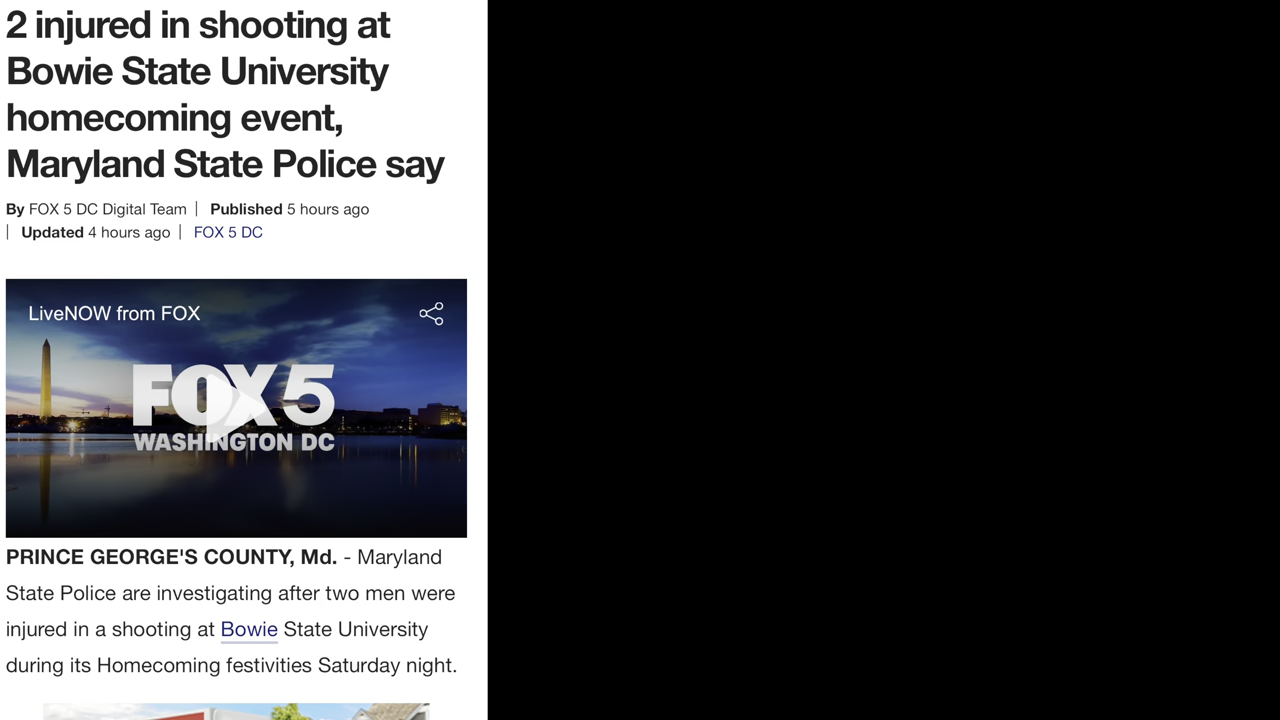 2 injured in shooting at
Bowie State University
homecoming event,
Maryland State Police say
By FOX 5 DC Digital Team | Published 5 hours ago
| Updated 4 hours ago | FOX 5 DC
LiveNOW from FOX
FOX 5
WASHINGTON DC
PRINCE GEORGE'S COUNTY, Md. - Maryland
State Police are investigating after two men were
injured in a shooting at Bowie State University
during its Homecoming festivities Saturday night.